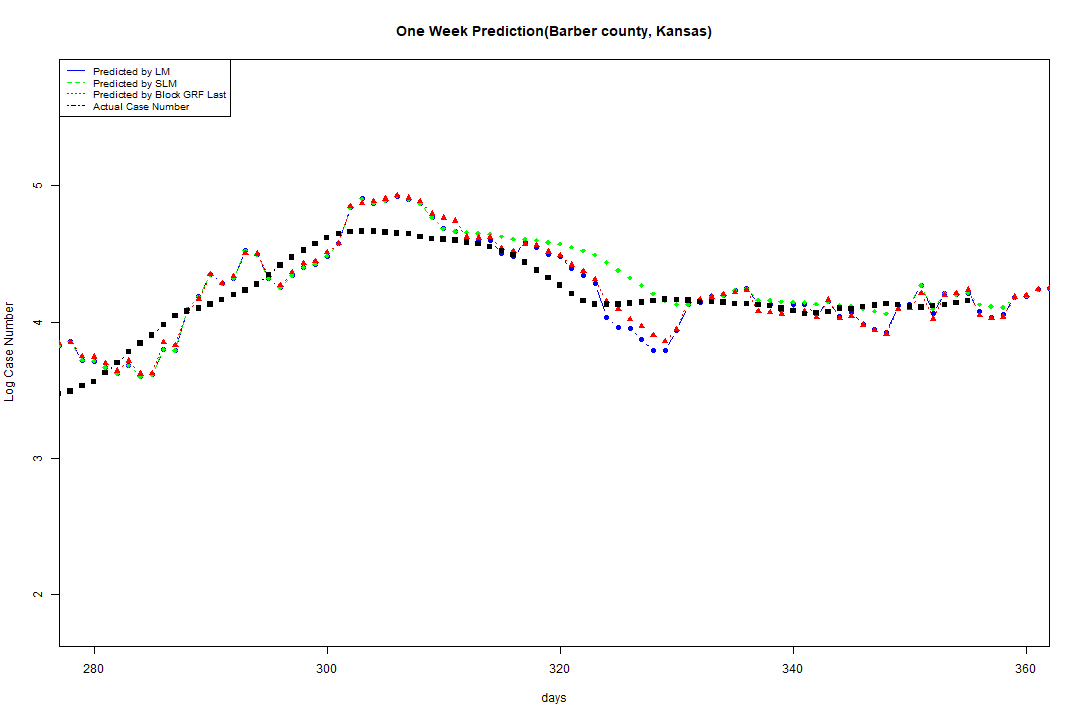 One Week Prediction(Barber county, Kansas)
Predicted by LM
Predicted by SLM
Predicted by Block GRF Last
Actual Case Number
5
4
3
2
Log Case Number
280 300 320 340 360
days